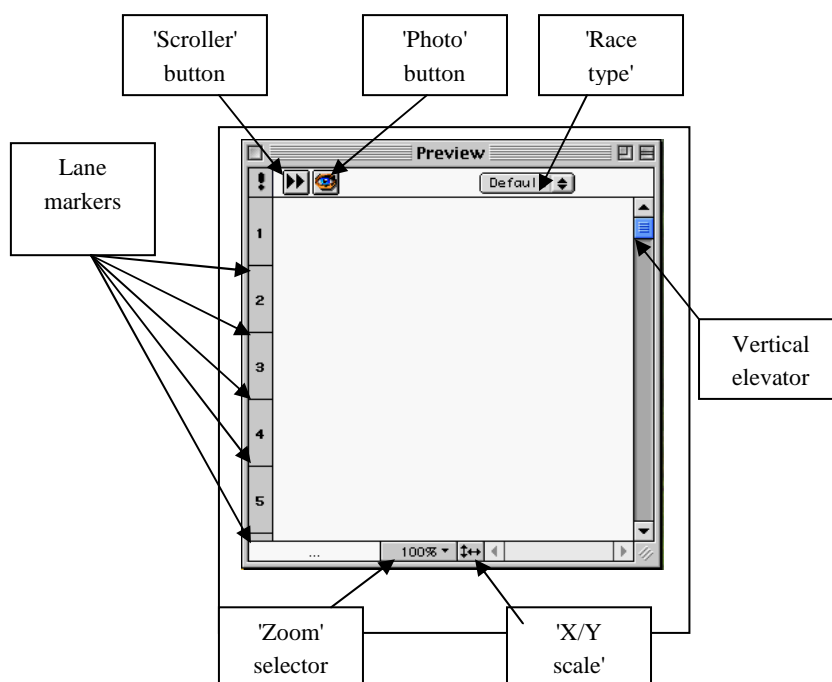 'Scroller'
button
'Photo'
button
'Race
type'
Lane
markers
Preview
Defaul
1
2
3
4
5
Vertical
elevator
...
100%
'Zoom'
selector
'X/Y
scale'